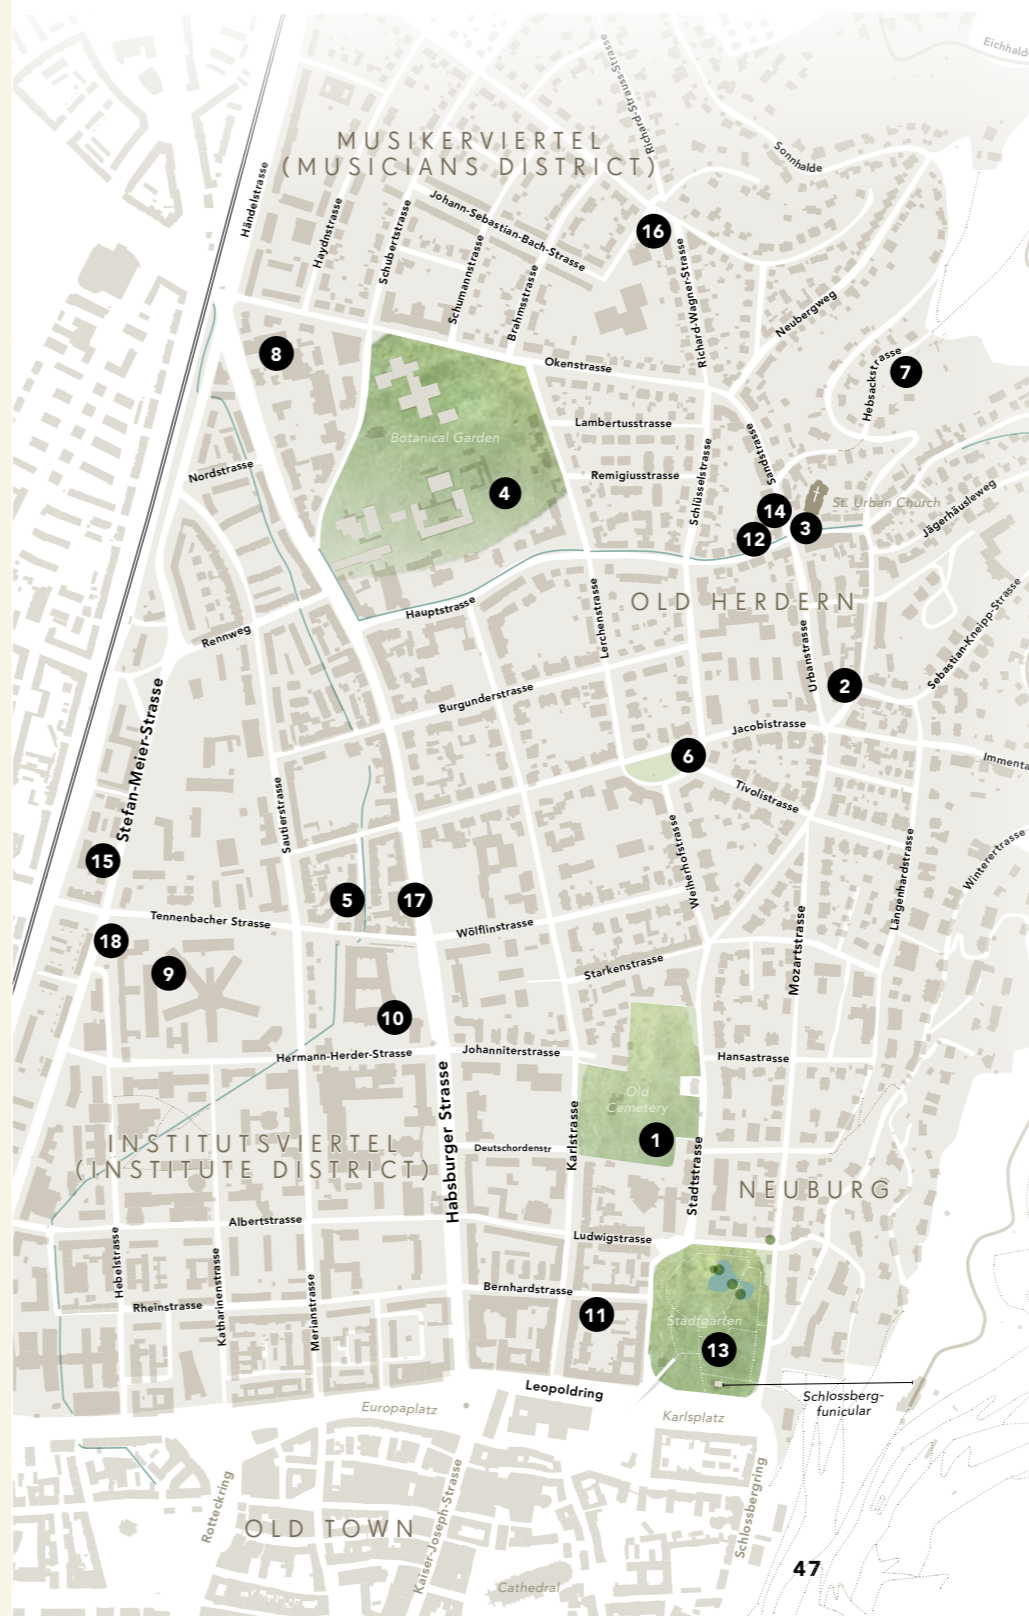 Eichhald
Richard-Strauss-Strasse
MUSIKERVIERTEL
(MUSICIANS DISTRICT)
Sonnhalde
Händelstrasse
Haydnstrasse
Schubertstrasse
Johann-Sebastian-Bach-Strasse
16
Schumannstrasse
Brahmsstrasse
Richard-Wagner-Strasse
Neubergweg
8
Okenstrasse
Hebsackstrasse
7
Botanical Garden
Lambertusstrasse
Nordstrasse
4
Remigiusstrasse
Schlüsselstrasse
Sandstrasse
14
12
3
St. Urban Church
Jägerhäusleweg
Hauptstrasse
OLD HERDERN
Rennweg
Lerchenstrasse
Urbanstrasse
2
Sebastian-Kneipp-Strasse
Burgunderstrasse
Jacobistrasse
6
Immenta
Stefan-Meier-Strasse
Tivolistrasse
Sautierstrasse
Weiherhofstrasse
15
Längenhardstrasse
Winterertrasse
5
17
Tennenbacher Strasse
Wölflinstrasse
18
9
Starkenstrasse
Mozartstrasse
10
Hermann-Herder-Strasse
Johanniterstrasse
Hansastrasse
Old
Cemetery
1
INSTITUTSVIERTEL
(INSTITUTE DISTRICT)
Habsburger Strasse
Deutschordenstr
Karlstrasse
Stadtstrasse
NEUBURG
Albertstrasse
Ludwigstrasse
Hebelstrasse
Katharinenstrasse
Merianstrasse
Rheinstrasse
Bernhardstrasse
11
Stadtgarten
13
Leopoldring
Schlossberg-
funicular
Europaplatz
Karlsplatz
Rotteckring
OLD TOWN
Kaiser-Joseph-Strasse
Schlossbergring
Cathedral
47